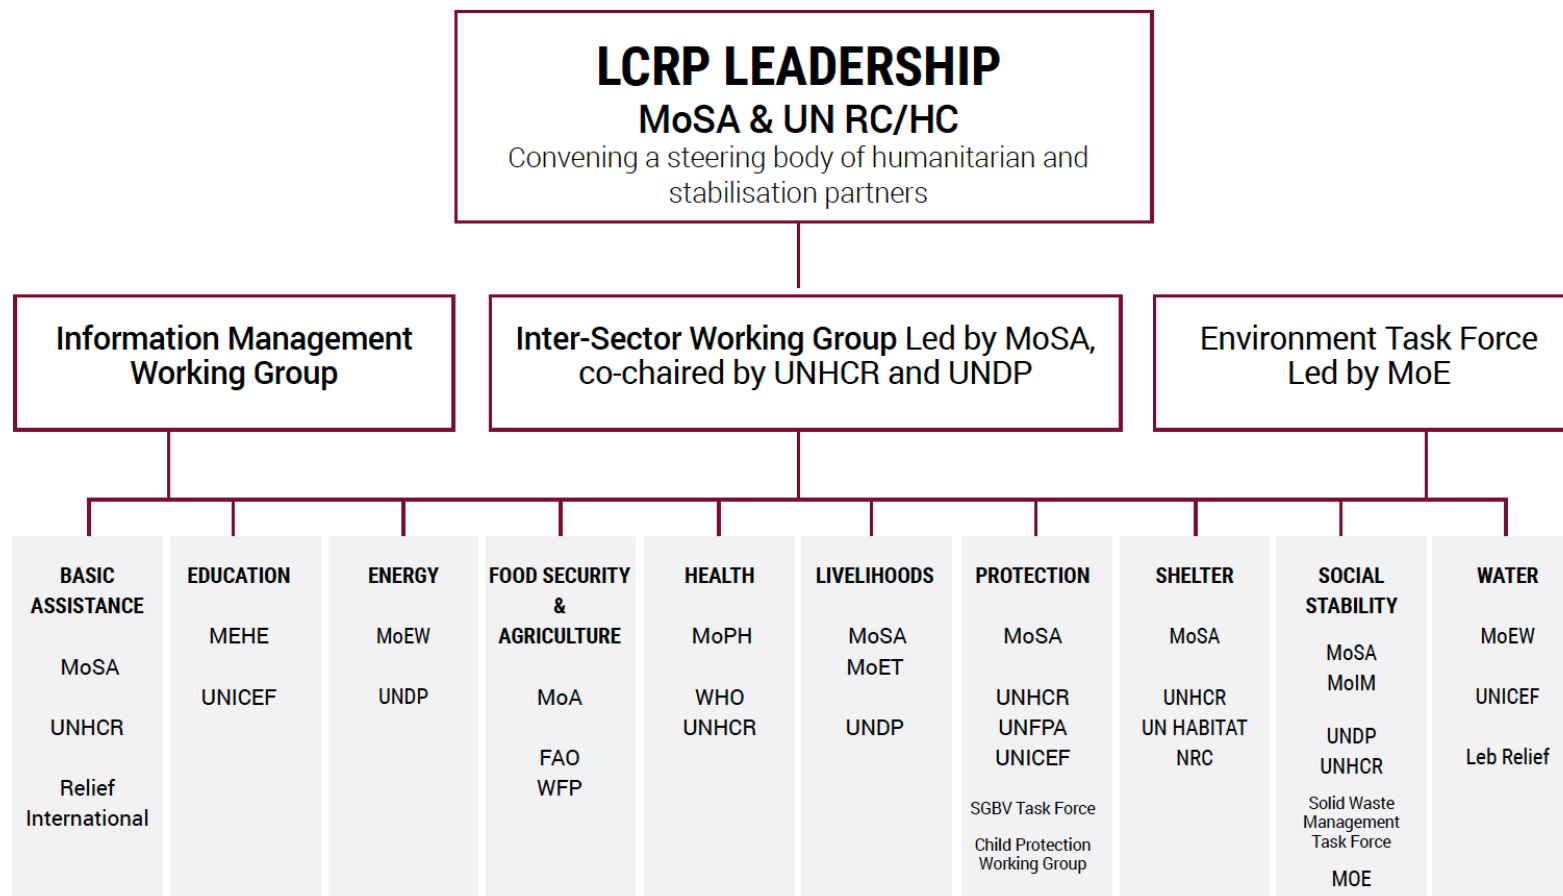 LCRP LEADERSHIP
MoSA & UN RC/HC
Convening a steering body of humanitarian and
stabilisation partners
Information Management
Working Group
Inter-Sector Working Group Led by MoSA,
co-chaired by UNHCR and UNDP
Environment Task Force
Led by MoE
BASIC
ASSISTANCE
MoSA
UNHCR
Relief
International
EDUCATION
MEHE
UNICEF
ENERGY
MoEW
UNDP
FOOD SECURITY
&
AGRICULTURE
MoA
FAO
WFP
HEALTH
MoPH
WHO
UNHCR
LIVELIHOODS
MoSA
MoET
UNDP
PROTECTION
MoSA
UNHCR
UNFPA
UNICEF
SGBV Task Force
Child Protection
Working Group
SHELTER
MoSA
UNHCR
UN HABITAT
NRC
SOCIAL
STABILITY
MoSA
MoIM
UNDP
UNHCR
Solid Waste
Management
Task Force
MOE
WATER
MoEW
UNICEF
Leb Relief